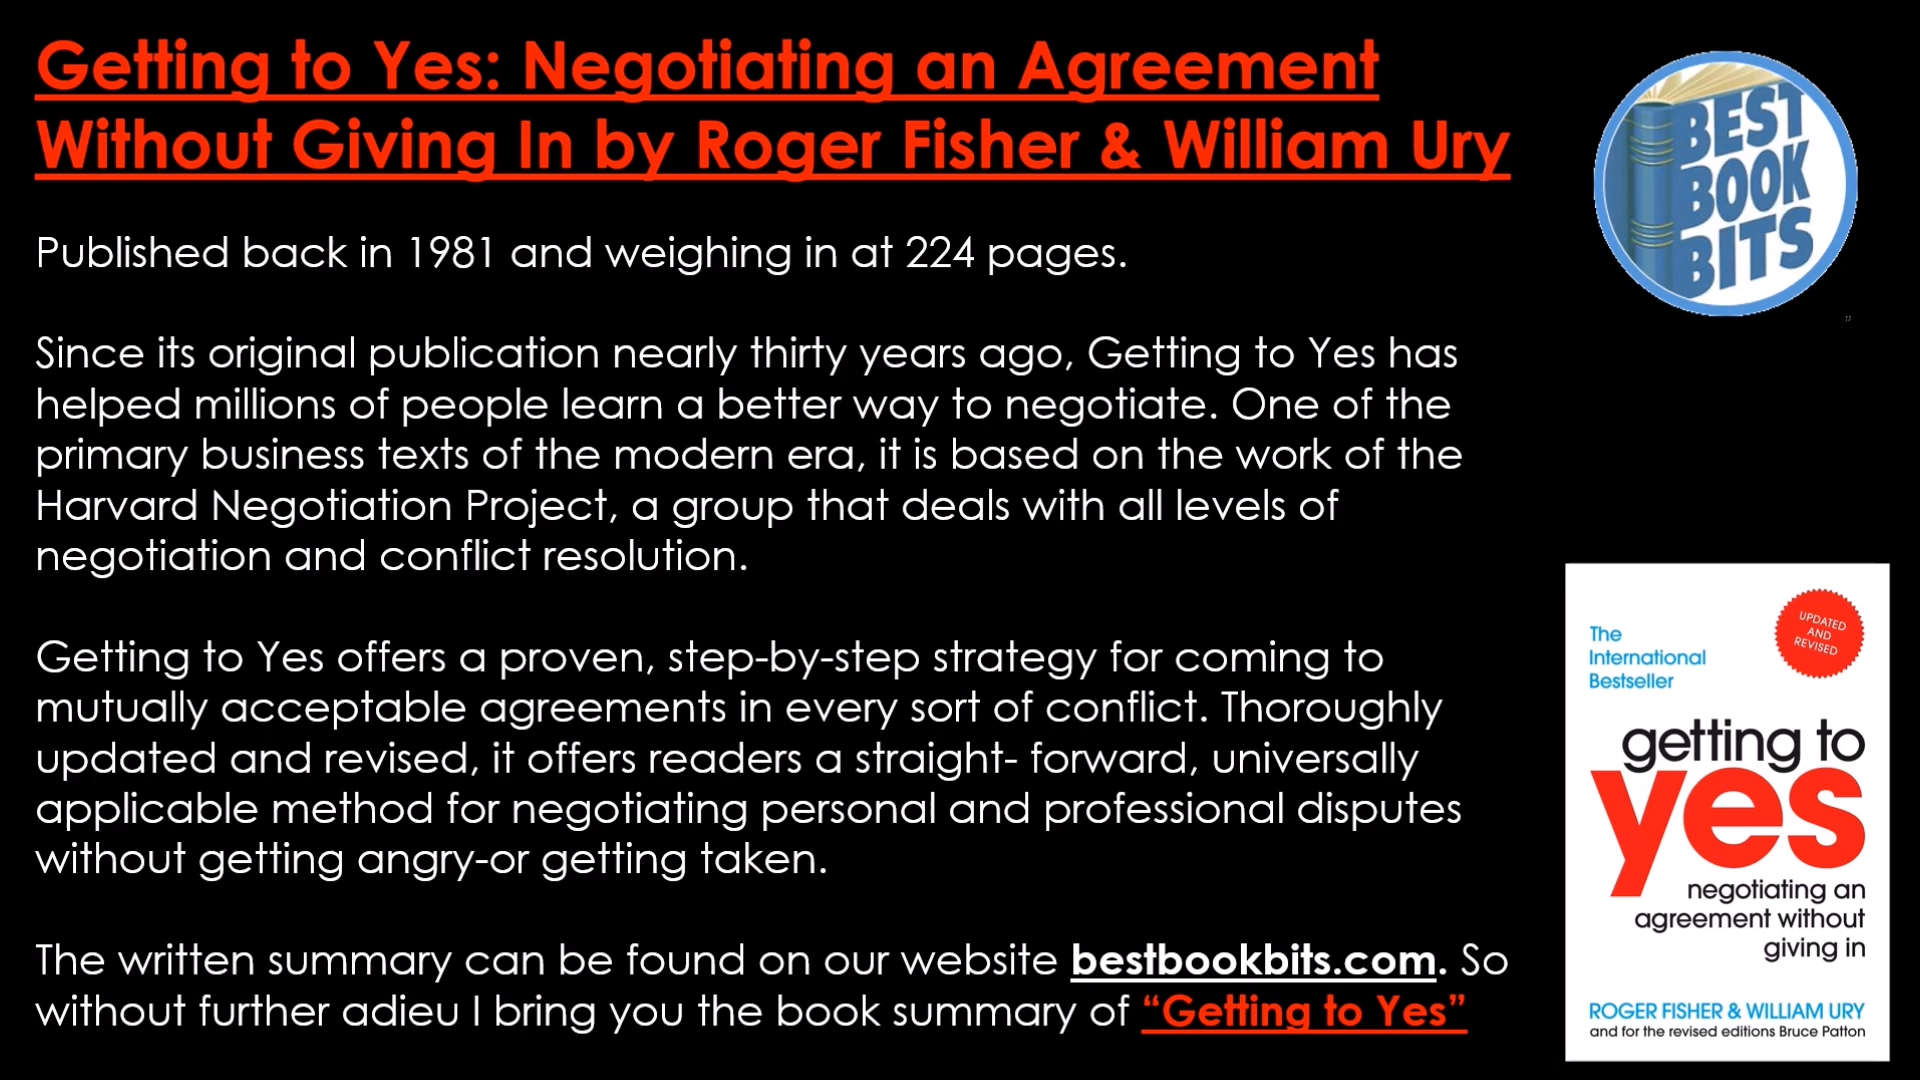 Getting to Yes: Negotiating an Agreement
Without Giving In by Roger Fisher & William Ury
Published back in 1981 and weighing in at 224 pages.
Since its original publication nearly thirty years ago, Getting to Yes has
helped millions of people learn a better way to negotiate. One of the
primary business texts of the modern era, it is based on the work of the
Harvard Negotiation Project, a group that deals with all levels of
negotiation and conflict resolution.
Getting to Yes offers a proven, step-by-step strategy for coming to
mutually acceptable agreements in every sort of conflict. Thoroughly
updated and revised, it offers readers a straight- forward, universally
applicable method for negotiating personal and professional disputes
without getting angry-or getting taken.
The written summary can be found on our website bestbookbits.com. So
without further adieu I bring you the book summary of “Getting to Yes”
BEST
BOOK
BITS
The
International
Bestseller
UPDATED
AND
REVISED
getting to
yes
negotiating an
agreement without
giving in
ROGER FISHER & WILLIAM URY
and for the revised editions Bruce Patton